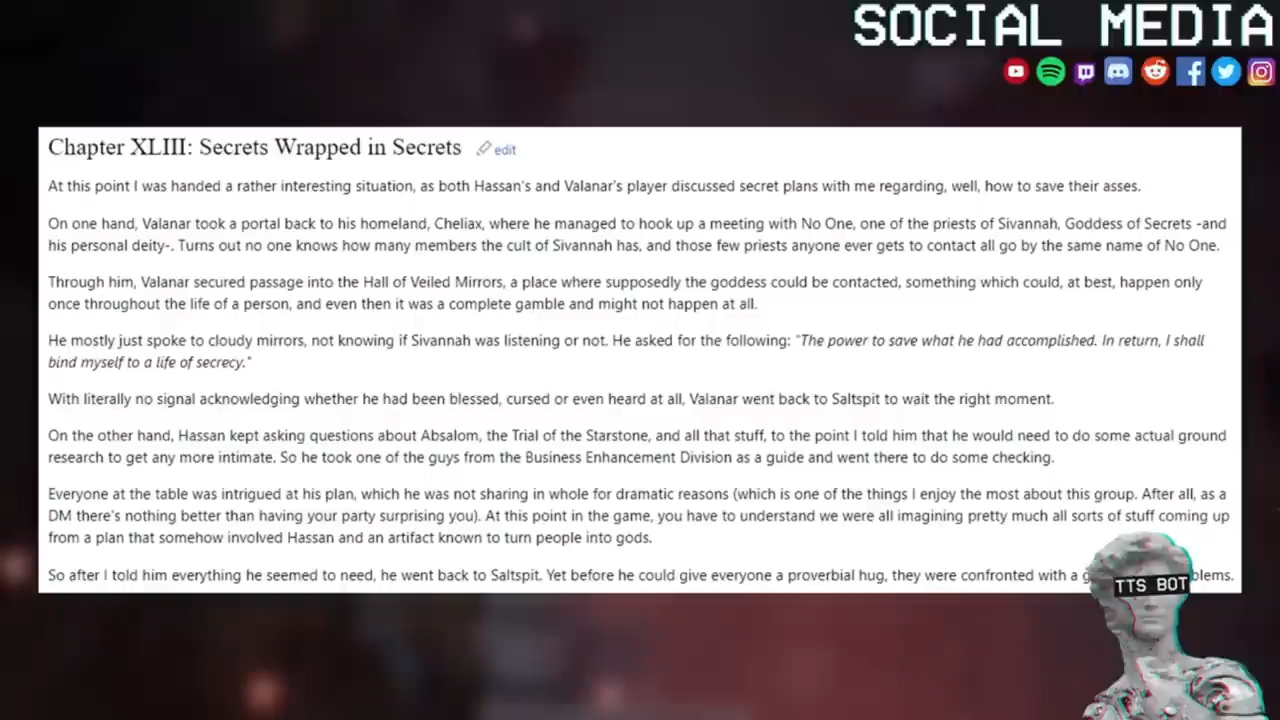 SOCIAL MEDIA
Chapter XLIII: Secrets Wrapped in Secrets edit
At this point I was handed a rather interesting situation, as both Hassan's and Valanar's player discussed secret plans with me regarding, well, how to save their asses.
On one hand, Valanar took a portal back to his homeland, Cheliax, where he managed to hook up a meeting with No One, one of the priests of Sivannah, Goddess of Secrets -and
his personal deity-. Turns out no one knows how many members the cult of Sivannah has, and those few priests anyone ever gets to contact all go by the same name of No One.
Through him, Valanar secured passage into the Hall of Veiled Mirrors, a place where supposedly the goddess could be contacted, something which could, at best, happen only
once throughout the life of a person, and even then it was a complete gamble and might not happen at all.
He mostly just spoke to cloudy mirrors, not knowing if Sivannah was listening or not. He asked for the following: "The power to save what he had accomplished. In return, I shall
bind myself to a life of secrecy."
With literally no signal acknowledging whether he had been blessed, cursed or even heard at all, Valanar went back to Saltspit to wait the right moment.
On the other hand, Hassan kept asking questions about Absalom, the Trial of the Starstone, and all that stuff, to the point I told him that he would need to do some actual ground
research to get any more intimate. So he took one of the guys from the Business Enhancement Division as a guide and went there to do some checking.
Everyone at the table was intrigued at his plan, which he was not sharing in whole for dramatic reasons (which is one of the things I enjoy the most about this group. After all, as a
DM there's nothing better than having your party surprising you). At this point in the game, you have to understand we were all imagining pretty much all sorts of stuff coming up
from a plan that somehow involved Hassan and an artifact known to turn people into gods.
So after I told him everything he seemed to need, he went back to Saltspit. Yet before he could give everyone a proverbial hug, they were confronted with a
TTS BOT